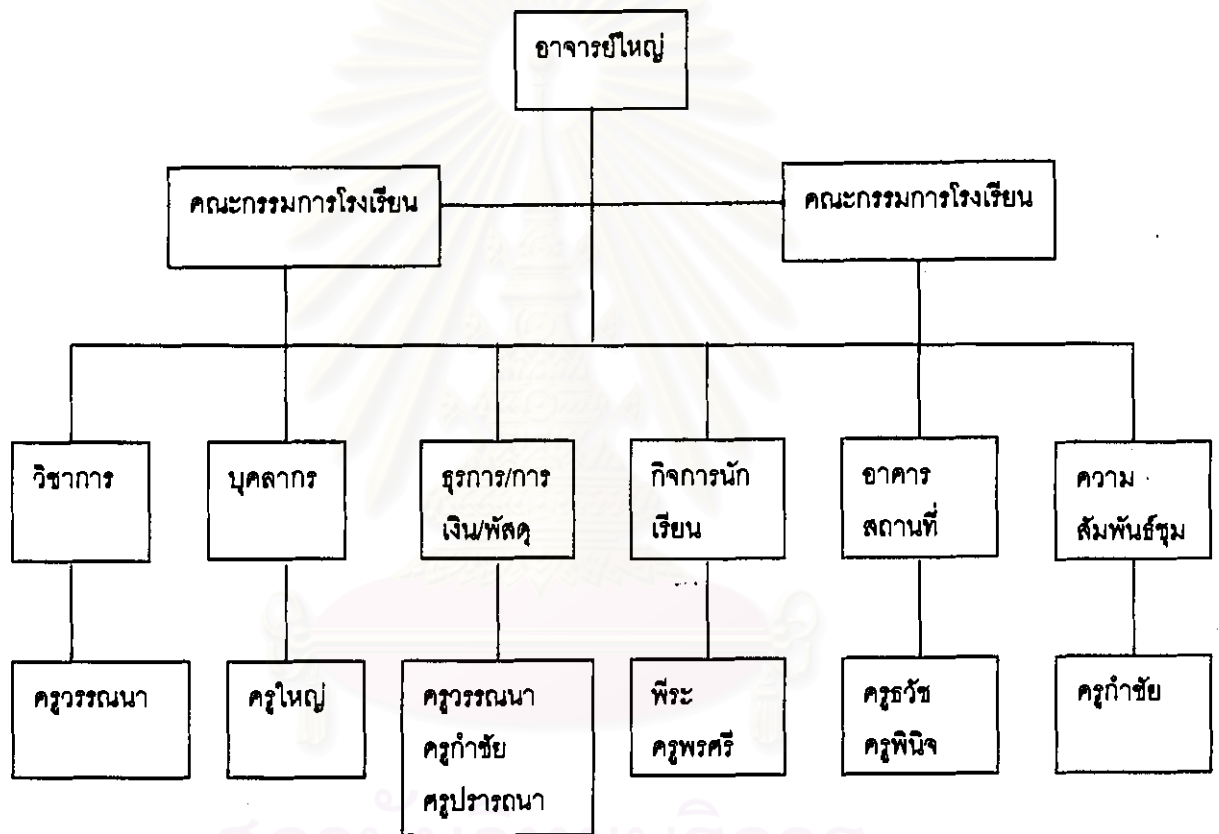 อาจารย์ใหญ่
คณะกรรมการโรงเรียน
คณะกรรมการโรงเรียน
วิชาการ
บุคลากร
ธุรการ/การ
เงิน/พัสดุ
กิจการนัก
เรียน
อาคาร
สถานที่
ความ
สัมพันธ์ชุม
ครูวรรณนา
ครูใหญ่
ครูวรรณนา
ครูกำชัย
ครูปรารถนา
พีระ
ครูพรศรี
ครูธวัช
ครูพินิจ
ครูกำชัย